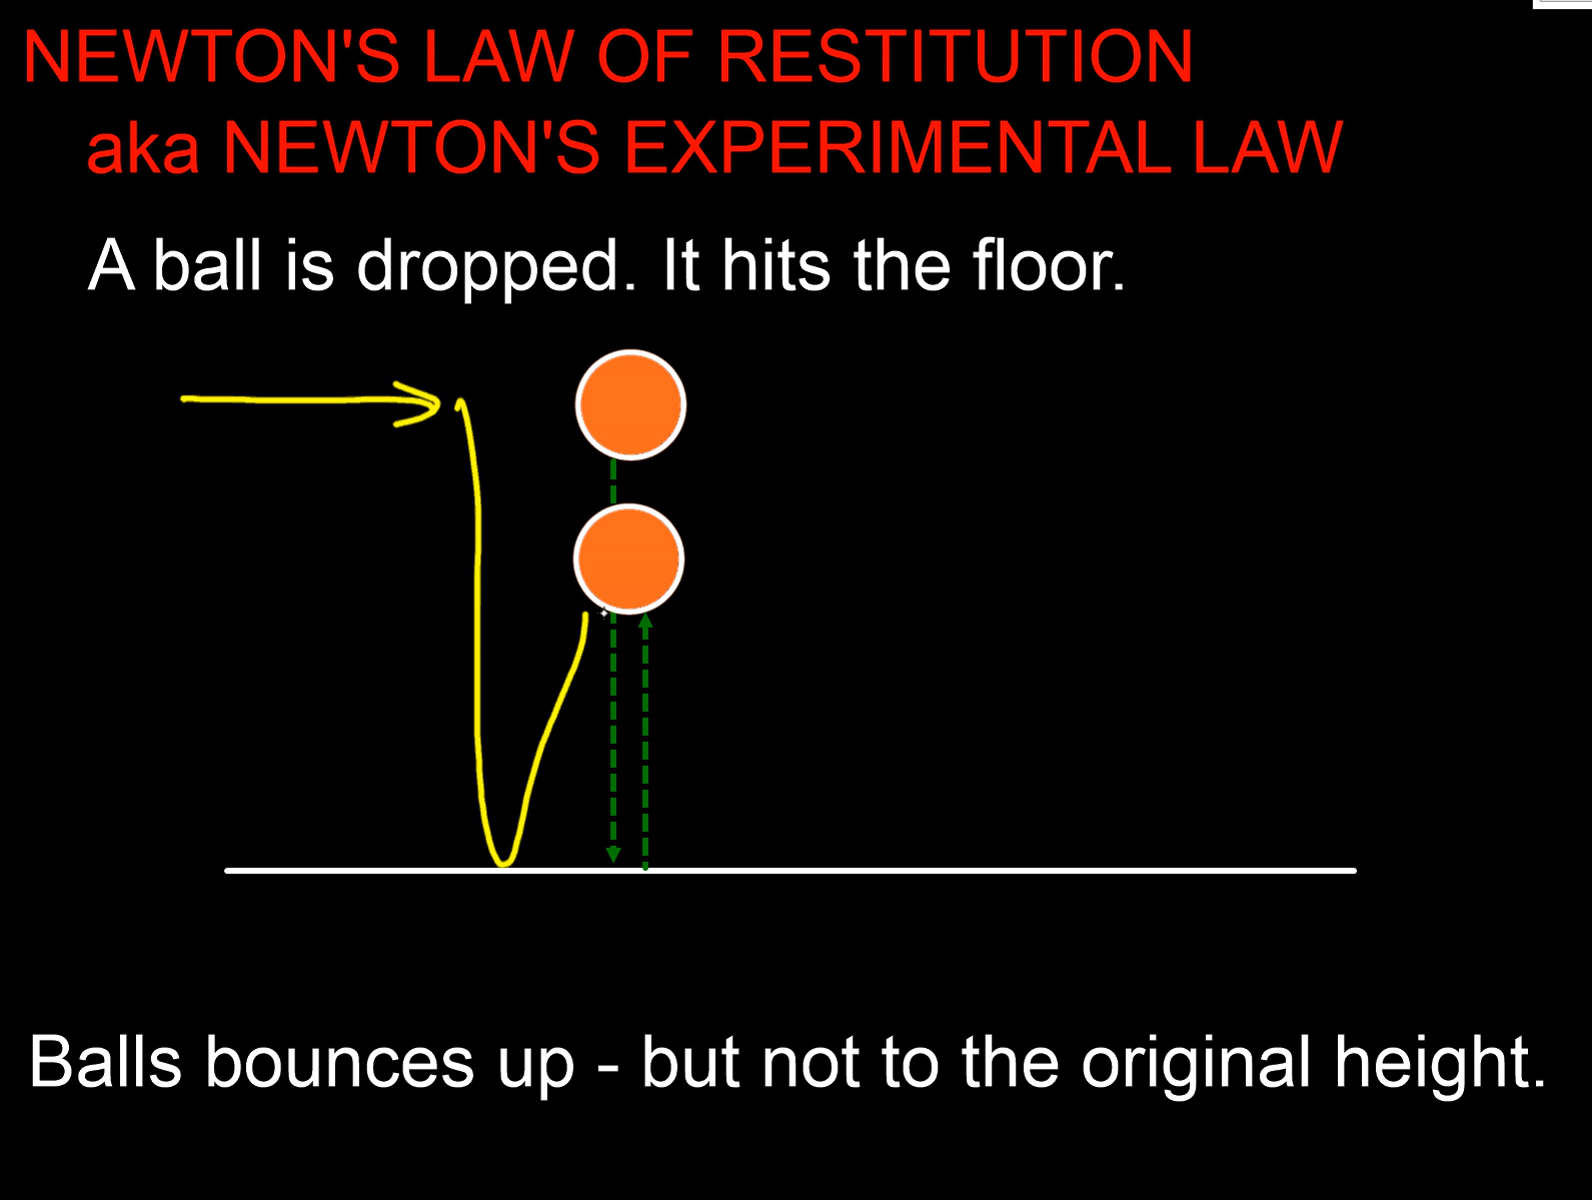 NEWTON'S LAW OF RESTITUTION
aka NEWTON'S EXPERIMENTAL LAW
A ball is dropped. It hits the floor.
Balls bounces up - but not to the original height.